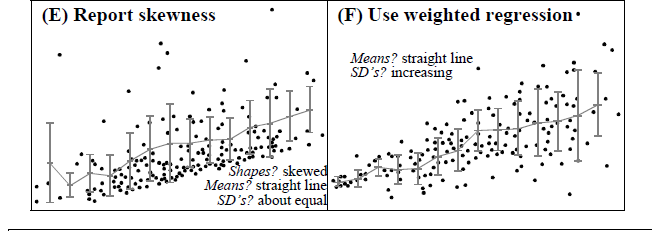 (E) Report skewness
Shapes? skewed
Means? straight line
SD's? about equal
(F) Use weighted regression
Means? straight line
SD's? increasing